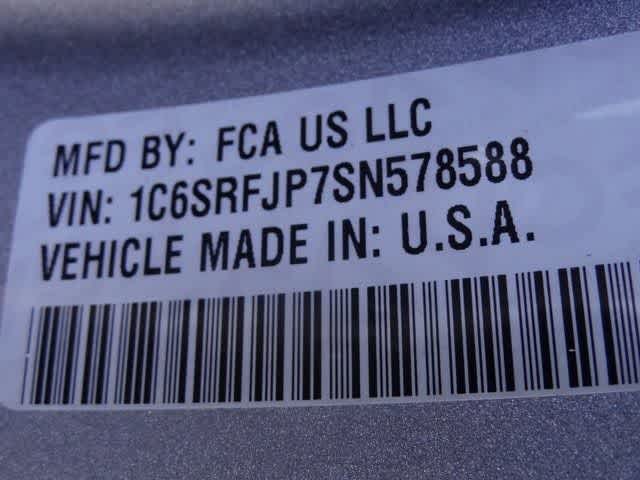 MFD BY: FCA US LLC
VIN: 1C6SRFJP7SN578588
VEHICLE MADE IN: U.S.A.